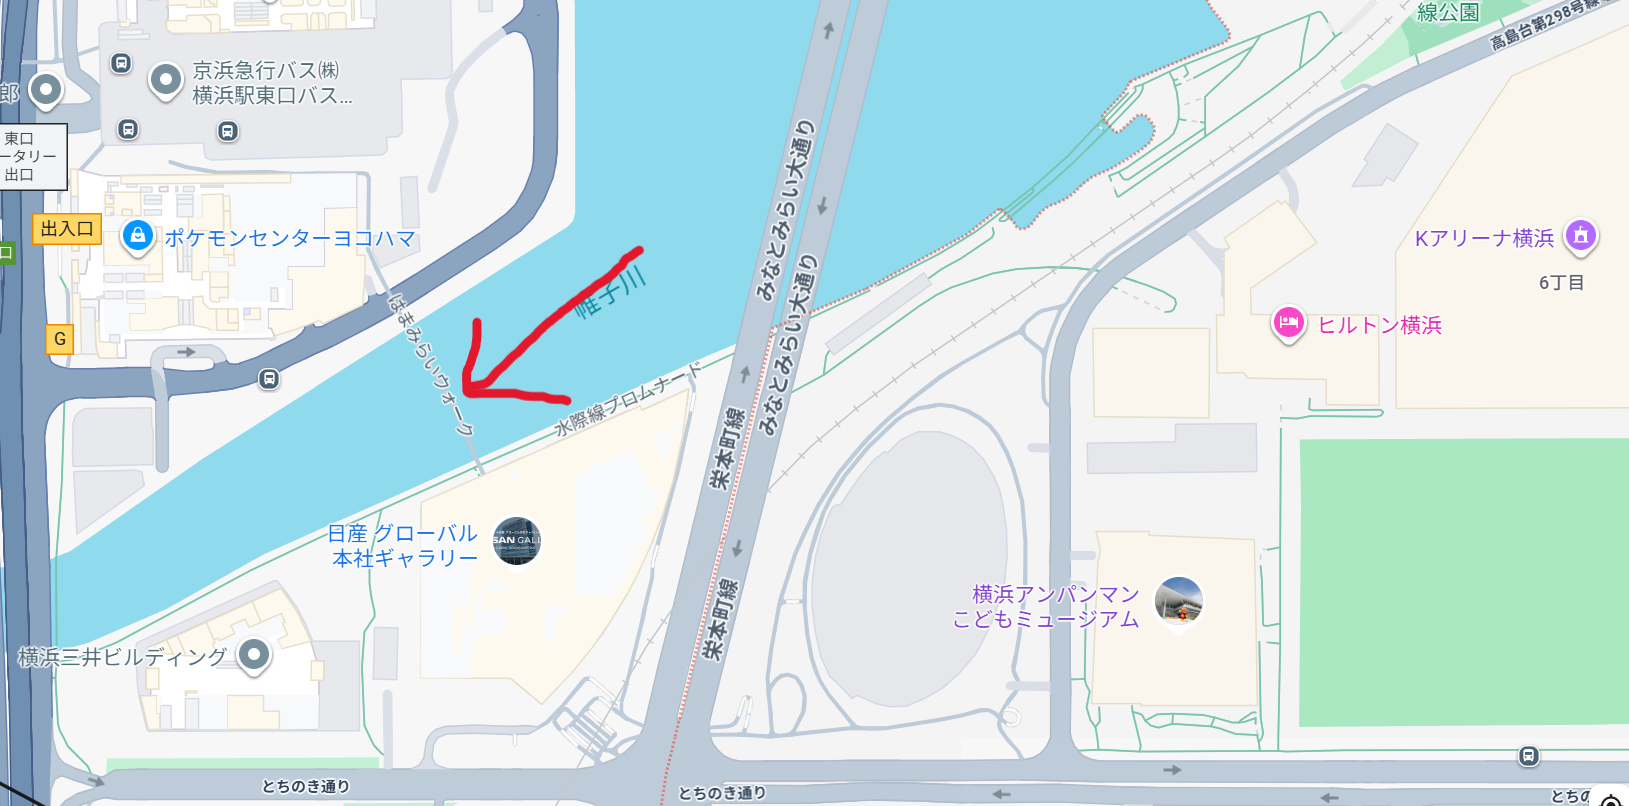 線公園
高島台第298号線
京浜急行バス㈱
横浜駅東口バス...
郎
東口
ータリー
出口
出入口
口
ポケモンセンターヨコハマ
G
はまみらいウォーク
帷子川
水際線プロムナード
みなとみらい大通り
みなとみらい大通り
栄本町線
栄本町線
Kアリーナ横浜
6丁目
ヒルトン横浜
日産 グローバル
本社ギャラリー
SAN GALL
横浜アンパンマン
こどもミュージアム
横浜三井ビルディング
とちのき通り
とちのき通り
とちの